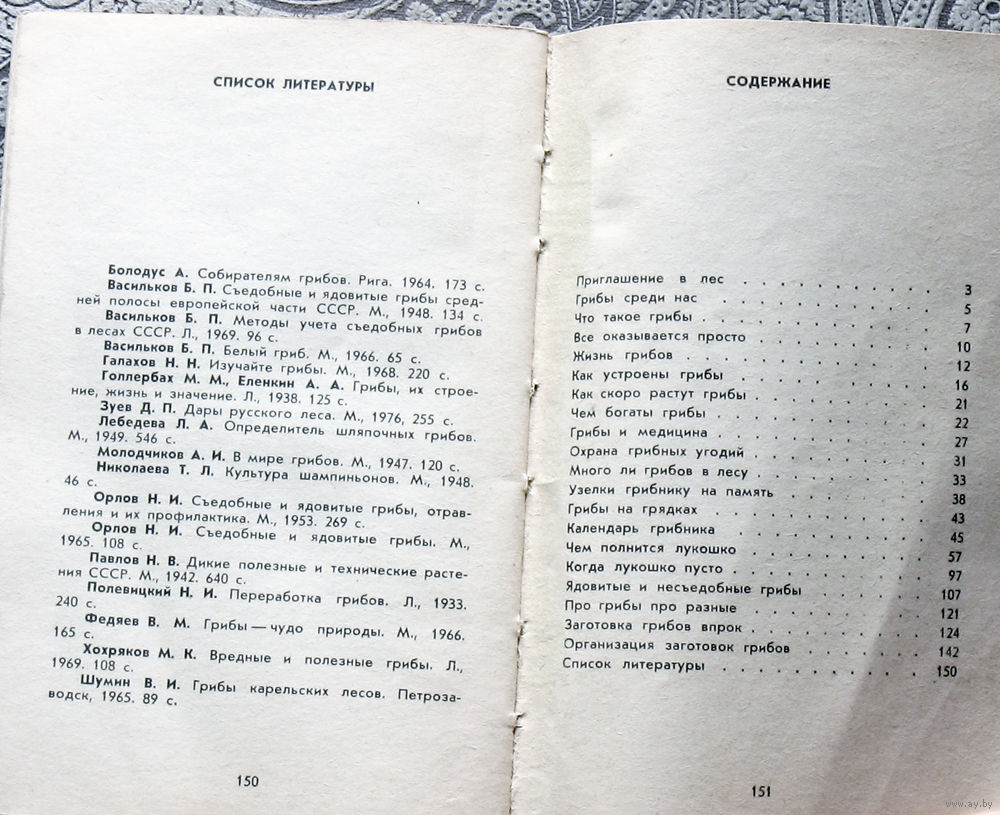 СПИСОК ЛИТЕРАТУРЫ
Болодус А. Собирателям грибов. Рига. 1964. 173 с.
Васильков Б. П. Съедобные и ядовитые грибы сред-
ней полосы европейской части СССР. М., 1948. 134 с.
Васильков Б. П. Методы учета съедобных грибов
в лесах СССР. Л., 1969. 96 с.
Васильков Б. П. Белый гриб. М., 1966. 65 с.
Галахов Н. Н. Изучайте грибы. М., 1968. 220 с.
Голлербах М. М., Еленкин А. А. Грибы, их строе-
ние, жизнь и значение. Л., 1938. 125 с.
Зуев Д. П. Дары русского леса. М., 1976, 255 с.
Лебедева Л. А. Определитель шляпочных грибов.
М., 1949. 546 с.
Молодчиков А. И. В мире грибов. М., 1947. 120 с.
Николаева Т. Л. Культура шампиньонов. М., 1948.
46 с.
Орлов Н. И. Съедобные и ядовитые грибы, отрав-
ления и их профилактика. М., 1953. 269 с.
Орлов Н. И. Съедобные и ядовитые грибы. М.,
1965. 108 с.
Павлов Н. В. Дикие полезные и технические расте-
ния СССР. М., 1942. 640 с.
Полевицкий Н. И. Переработка грибов. Л., 1933.
240 с.
Федяев В. М. Грибы — чудо природы. М., 1966.
165 с.
Хохряков М. К. Вредные и полезные грибы. Л.,
1969. 108 с.
Шумин В. И. Грибы карельских лесов. Петроза-
водск, 1965. 89 с.
150
СОДЕРЖАНИЕ
Приглашение в лес . . . . . . . . . . 3
Грибы среди нас . . . . . . . . . . 5
Что такое грибы . . . . . . . . . . 7
Все оказывается просто . . . . . . . . . . 10
Жизнь грибов . . . . . . . . . . 12
Как устроены грибы . . . . . . . . . . 16
Как скоро растут грибы . . . . . . . . . . 21
Чем богаты грибы . . . . . . . . . . 22
Грибы и медицина . . . . . . . . . . 27
Охрана грибных угодий . . . . . . . . . . 31
Много ли грибов в лесу . . . . . . . . . . 33
Узелки грибнику на память . . . . . . . . . . 38
Грибы на грядках . . . . . . . . . . 43
Календарь грибника . . . . . . . . . . 45
Чем полнится лукошко . . . . . . . . . . 57
Когда лукошко пусто . . . . . . . . . . 97
Ядовитые и несъедобные грибы . . . . . . . . 107
Про грибы про разные . . . . . . . . . . 121
Заготовка грибов впрок . . . . . . . . . . 124
Организация заготовок грибов . . . . . . . . 142
Список литературы . . . . . . . . . . 150
151
www.ay.by